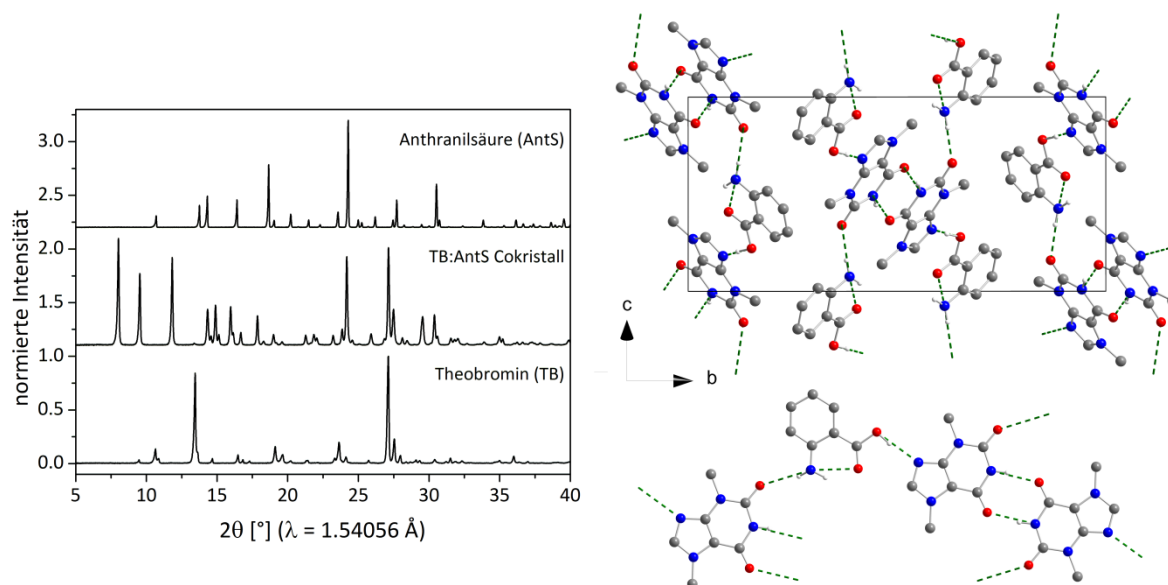 normierte Intensität
3.0
2.5
2.0
1.5
1.0
0.5
0.0
Anthranilsäure (AntS)
TB:AntS Cokristall
Theobromin (TB)
5 10 15 20 25 30 35 40
2θ [°] (λ = 1.54056 Å)
c
b